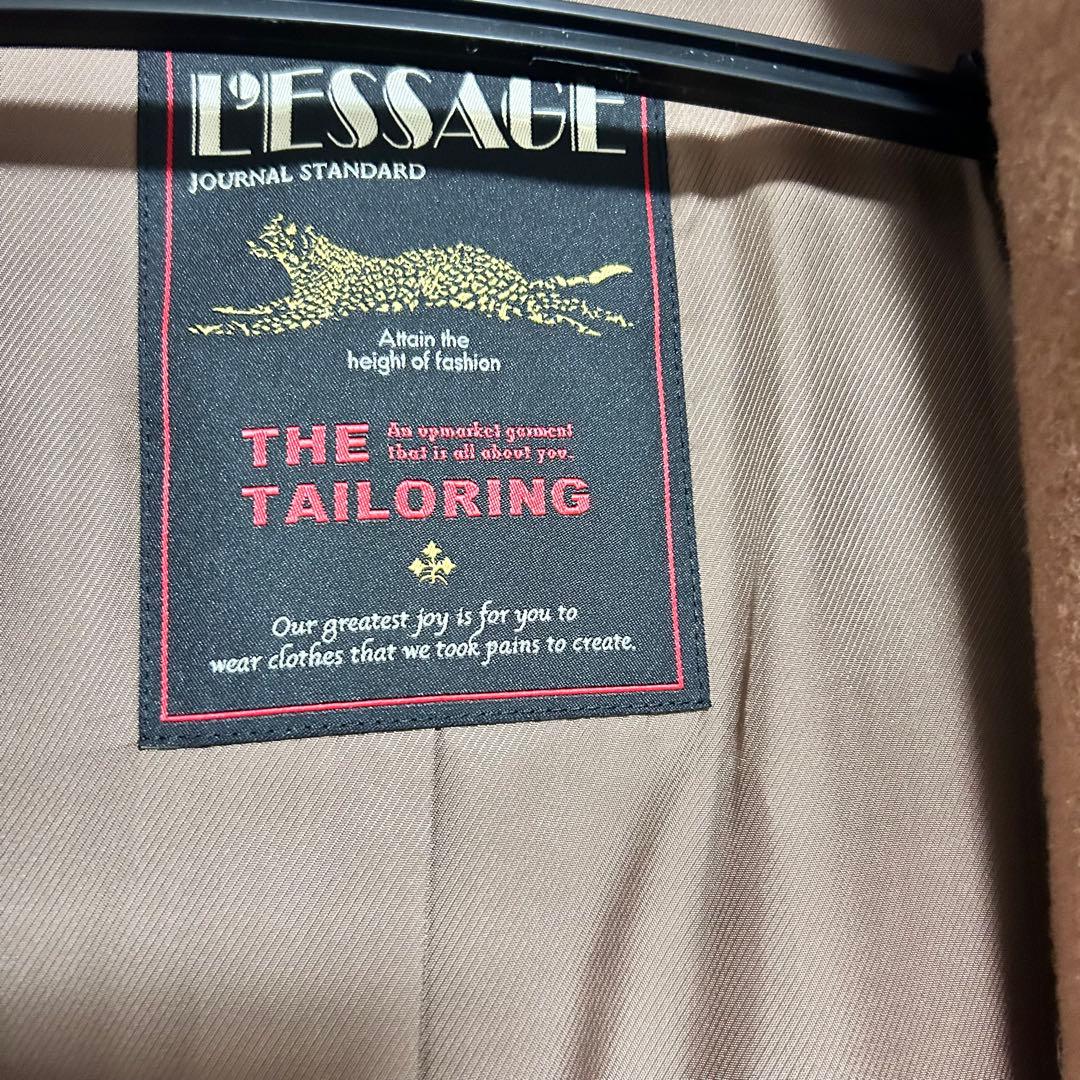 L'ESSAGE
JOURNAL STANDARD
Attain the
height of fashion
THE An upmarket garment
that is all about you.
TAILORING
Our greatest joy is for you to
wear clothes that we took pains to create.